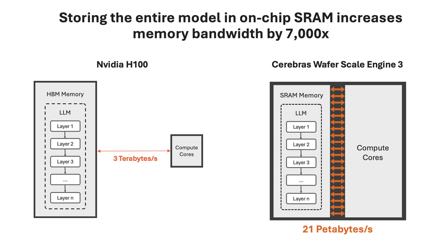 Storing the entire model in on-chip SRAM increases
memory bandwidth by 7,000x
Nvidia H100
HBM Memory
LLM
Layer 1
Layer 2
Layer 3
...
Layer n
3 Terabytes/s
Compute
Cores
Cerebras Wafer Scale Engine 3
SRAM Memory
LLM
Layer 1
Layer 2
Layer 3
...
Layer n
Compute
Cores
21 Petabytes/s